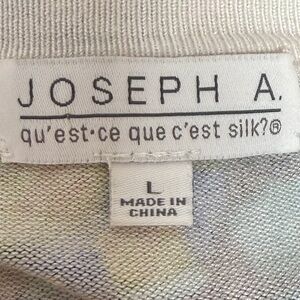 JOSEPH A.
qu'est·ce que c'est silk?®
L
MADE IN
CHINA